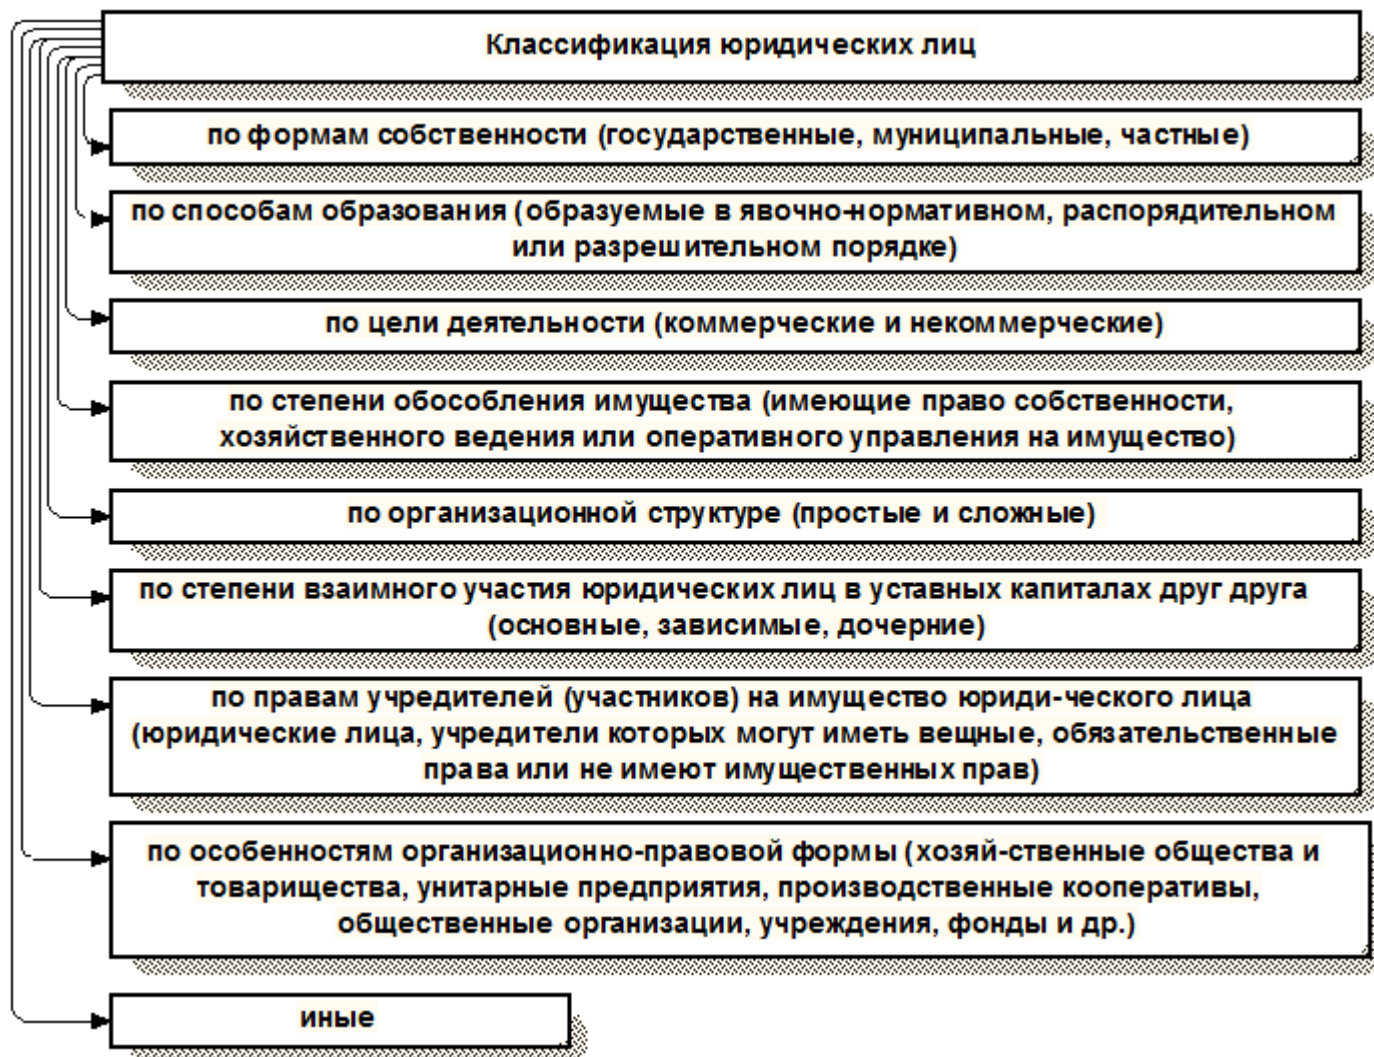 Классификация юридических лиц
по формам собственности (государственные, муниципальные, частные)
по способам образования (образуемые в явочно-нормативном, распорядительном
или разрешительном порядке)
по цели деятельности (коммерческие и некоммерческие)
по степени обособления имущества (имеющие право собственности,
хозяйственного ведения или оперативного управления на имущество)
по организационной структуре (простые и сложные)
по степени взаимного участия юридических лиц в уставных капиталах друг друга
(основные, зависимые, дочерние)
по правам учредителей (участников) на имущество юриди-ческого лица
(юридические лица, учредители которых могут иметь вещные, обязательственные
права или не имеют имущественных прав)
по особенностям организационно-правовой формы (хозяй-ственные общества и
товарищества, унитарные предприятия, производственные кооперативы,
общественные организации, учреждения, фонды и др.)
иные